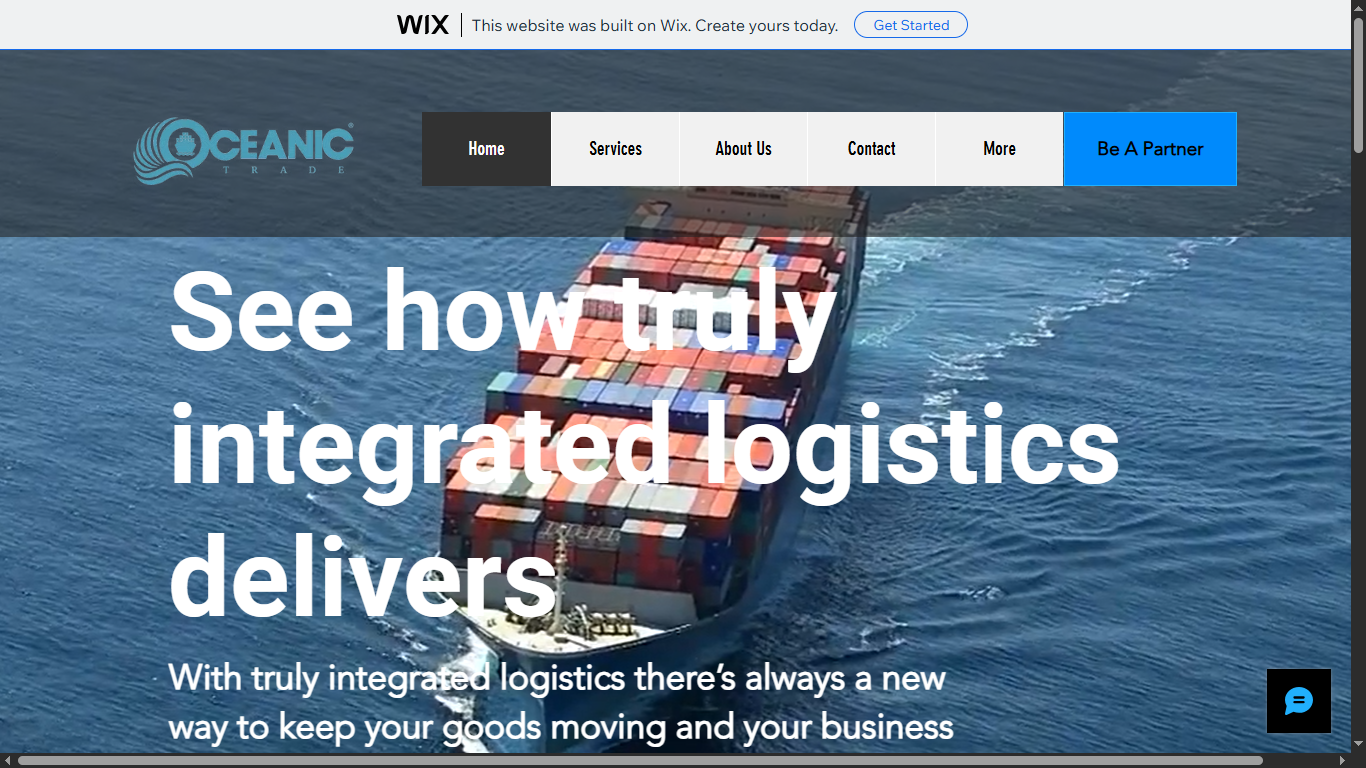 WIX
This website was built on Wix. Create yours today.
Get Started
OCEANIC®
TRADE
Home
Services
About Us
Contact
More
Be A Partner
See how truly
integrated logistics
delivers
With truly integrated logistics there’s always a new
way to keep your goods moving and your business